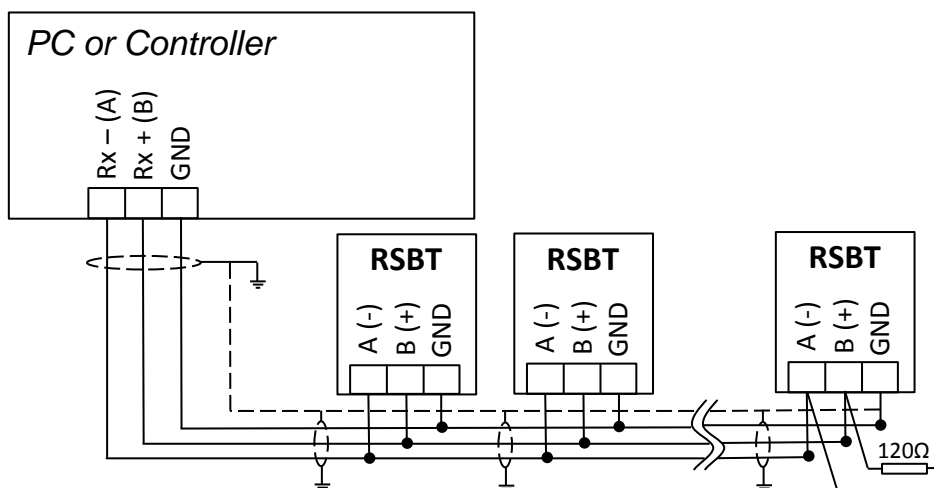 PC or Controller
Rx – (A)
Rx + (B)
GND
RSBT
A (-)
B (+)
GND
RSBT
A (-)
B (+)
GND
RSBT
A (-)
B (+)
GND
120Ω